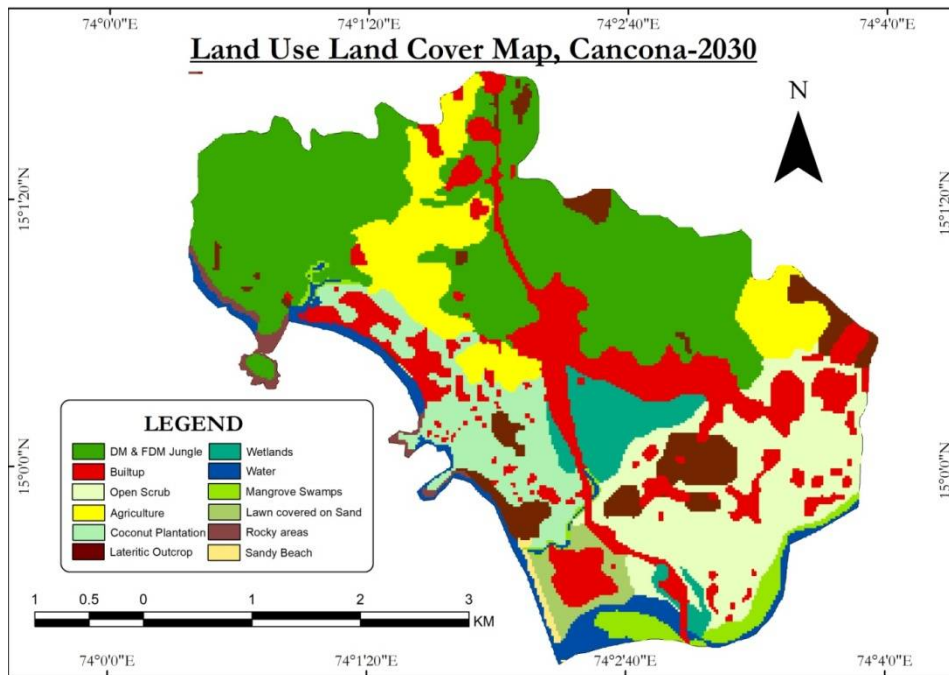 74°0'0"E 74°1'20"E 74°2'40"E 74°4'0"E
Land Use Land Cover Map, Cancona-2030
N
15°1'20"N 15°1'20"N
LEGEND
DM & FDM Jungle
Builtup
Open Scrub
Agriculture
Coconut Plantation
Lateritic Outcrop
Wetlands
Water
Mangrove Swamps
Lawn covered on Sand
Rocky areas
Sandy Beach
15°0'0"N 15°0'0"N
1 0.5 0 1 2 3
KM
74°0'0"E 74°1'20"E 74°2'40"E 74°4'0"E